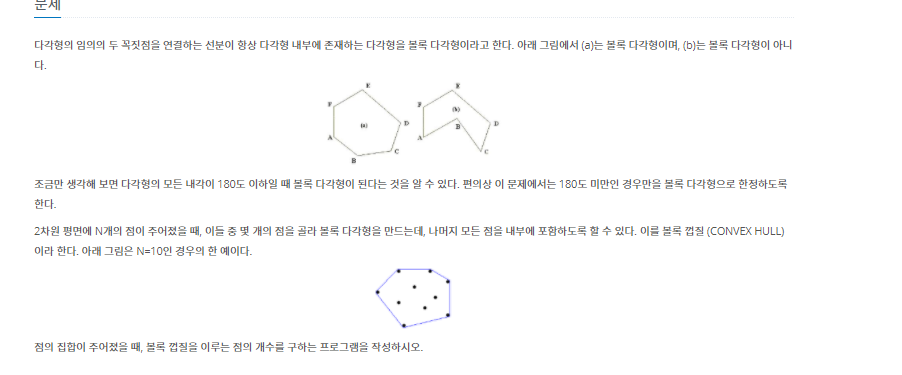 문제
다각형의 임의의 두 꼭짓점을 연결하는 선분이 항상 다각형 내부에 존재하는 다각형을 볼록 다각형이라고 한다. 아래 그림에서 (a)는 볼록 다각형이며, (b)는 볼록 다각형이 아니
다.
E E
F F
(a) (b)
D B D
A A
C C
B
조금만 생각해 보면 다각형의 모든 내각이 180도 이하일 때 볼록 다각형이 된다는 것을 알 수 있다. 편의상 이 문제에서는 180도 미만인 경우만을 볼록 다각형으로 한정하도록
한다.
2차원 평면에 N개의 점이 주어졌을 때, 이들 중 몇 개의 점을 골라 볼록 다각형을 만드는데, 나머지 모든 점을 내부에 포함하도록 할 수 있다. 이를 볼록 껍질 (CONVEX HULL)
이라 한다. 아래 그림은 N=10인 경우의 한 예이다.
점의 집합이 주어졌을 때, 볼록 껍질을 이루는 점의 개수를 구하는 프로그램을 작성하시오.